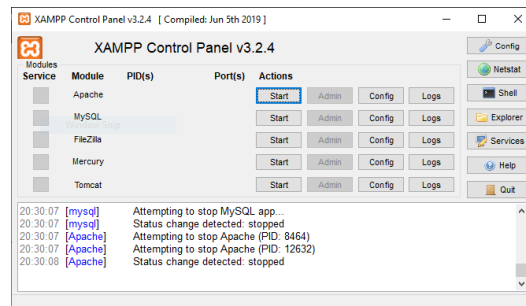 XAMPP Control Panel v3.2.4 [ Compiled: Jun 5th 2019 ]
XAMPP Control Panel v3.2.4
Config
Modules
Service Module PID(s) Port(s) Actions
Netstat
Apache Start Admin Config Logs
Shell
MySQL Start Admin Config Logs
Explorer
Window Snip
FileZilla Start Admin Config Logs
Services
Mercury Start Admin Config Logs
Help
Tomcat Start Admin Config Logs
Quit
20:30:07 [mysql] Attempting to stop MySQL app...
20:30:07 [mysql] Status change detected: stopped
20:30:07 [Apache] Attempting to stop Apache (PID: 8464)
20:30:07 [Apache] Attempting to stop Apache (PID: 12632)
20:30:08 [Apache] Status change detected: stopped